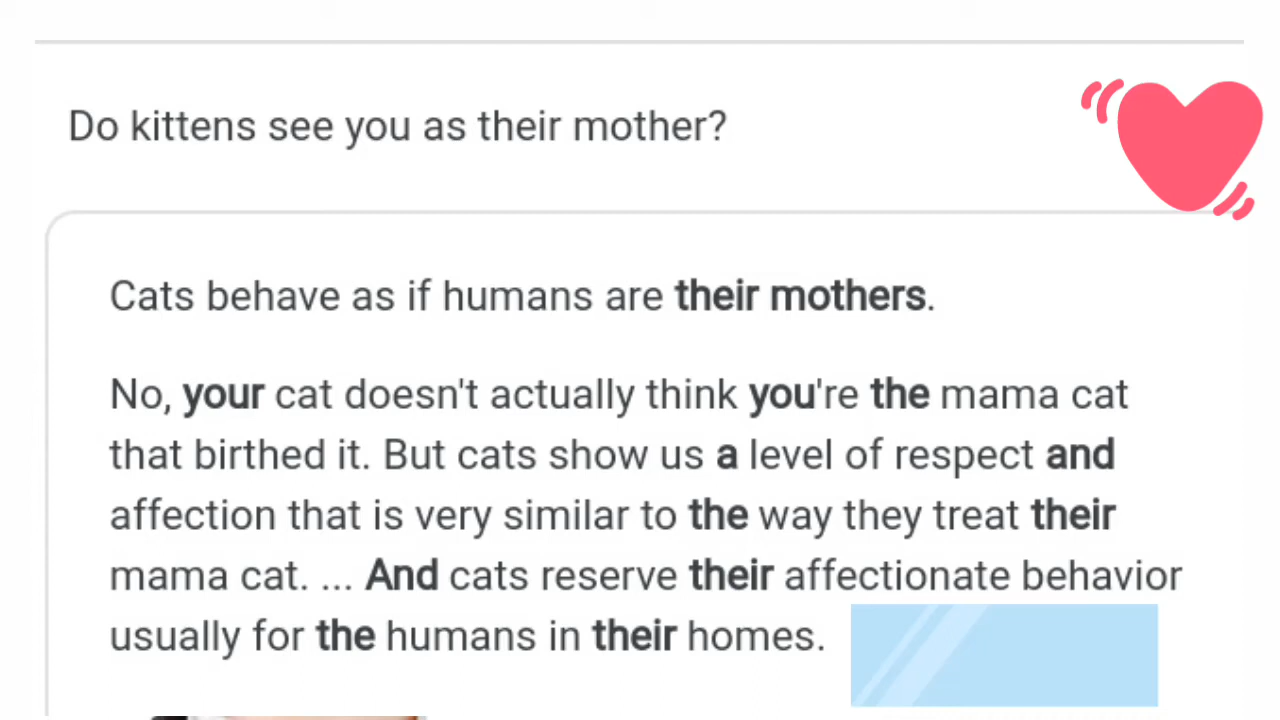 Do kittens see you as their mother?
Cats behave as if humans are their mothers.
No, your cat doesn't actually think you're the mama cat
that birthed it. But cats show us a level of respect and
affection that is very similar to the way they treat their
mama cat. ... And cats reserve their affectionate behavior
usually for the humans in their homes.